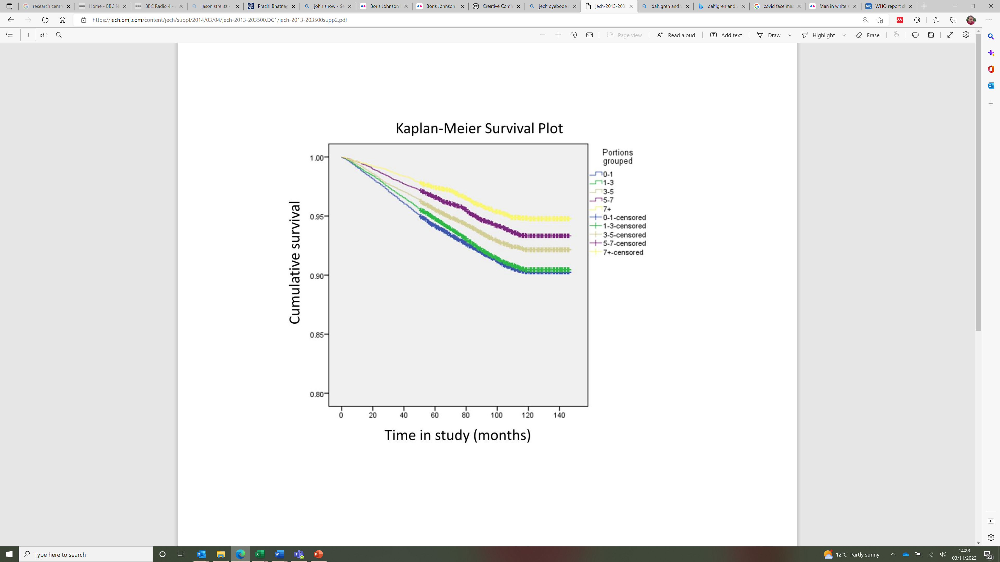 research centr
Home - BBC N
BBC Radio 4 -
jason strelitz -
Prachi Bhatnag
john snow - Se
Boris Johnson
Boris Johnson
Creative Comm
jech oyebode
jech-2013-203
dahlgren and
dahlgren and
covid face mas
Man in white s
WHO report sh
https://jech.bmj.com/content/jech/suppl/2014/03/04/jech-2013-203500.DC1/jech-2013-203500supp2.pdf
1 of 1
Page view
Read aloud
Add text
Draw
Highlight
Erase
Kaplan-Meier Survival Plot
Cumulative survival
1.00
0.95
0.90
0.85
0.80
0 20 40 60 80 100 120 140
Time in study (months)
Portions
grouped
0-1
1-3
3-5
5-7
7+
0-1-censored
1-3-censored
3-5-censored
5-7-censored
7+-censored
Type here to search
12°C Partly sunny
14:28
03/11/2022
22